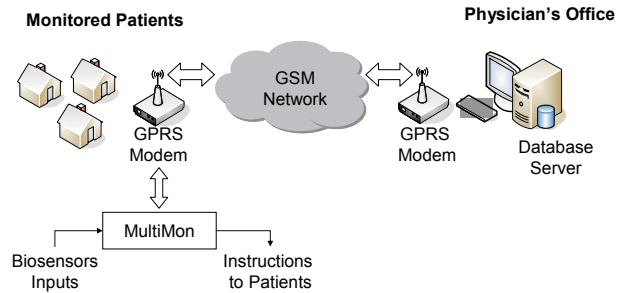 Monitored Patients
Physician's Office
GSM
Network
GPRS
Modem
GPRS
Modem
Database
Server
MultiMon
Biosensors
Inputs
Instructions
to Patients